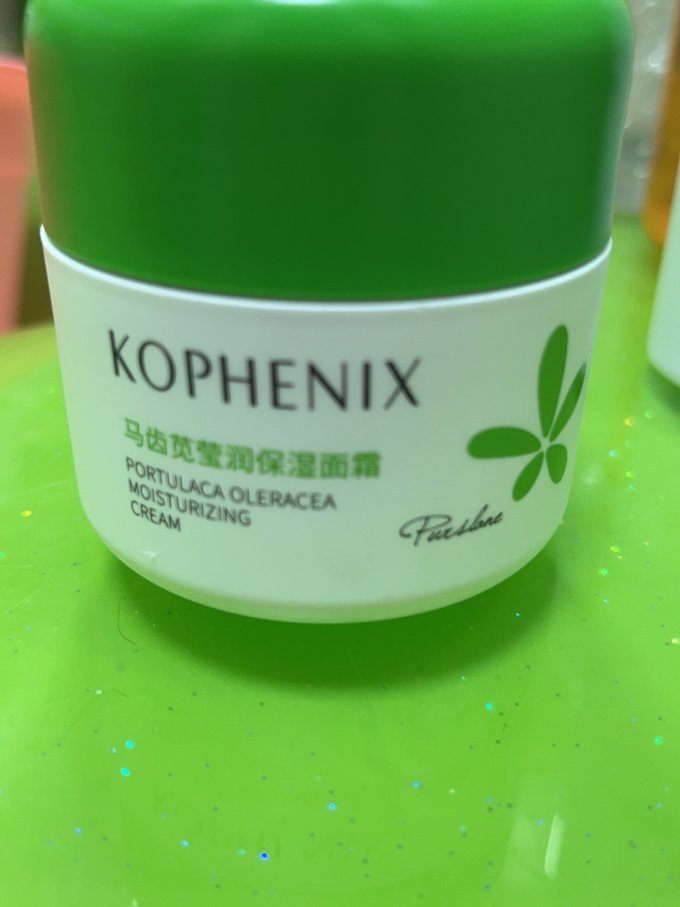 KOPHENIX
马齿苋莹润保湿面霜
PORTULACA OLERACEA
MOISTURIZING
CREAM
Purslane